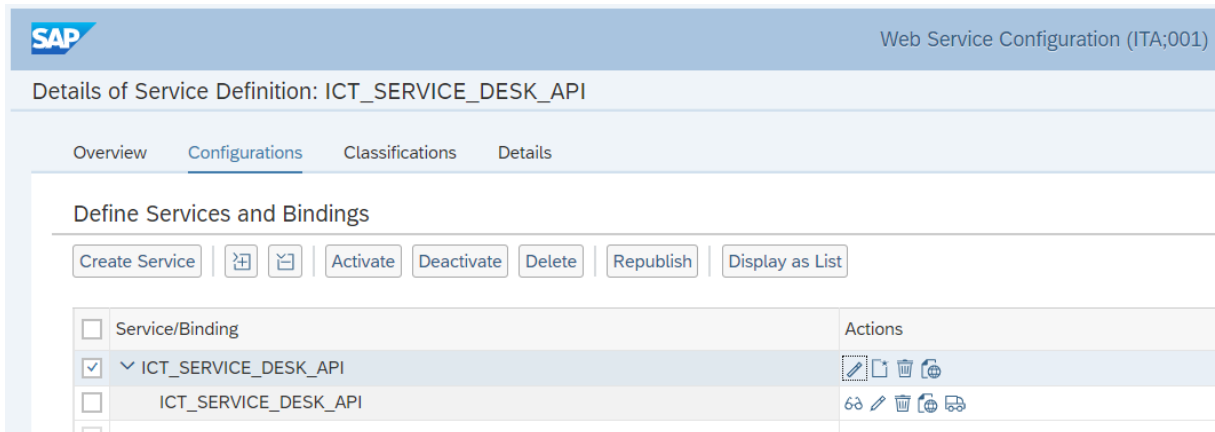 SAP
Web Service Configuration (ITA;001)
Details of Service Definition: ICT_SERVICE_DESK_API
Overview Configurations Classifications Details
Define Services and Bindings
Create Service Activate Deactivate Delete Republish Display as List
Service/Binding Actions
ICT_SERVICE_DESK_API
ICT_SERVICE_DESK_API